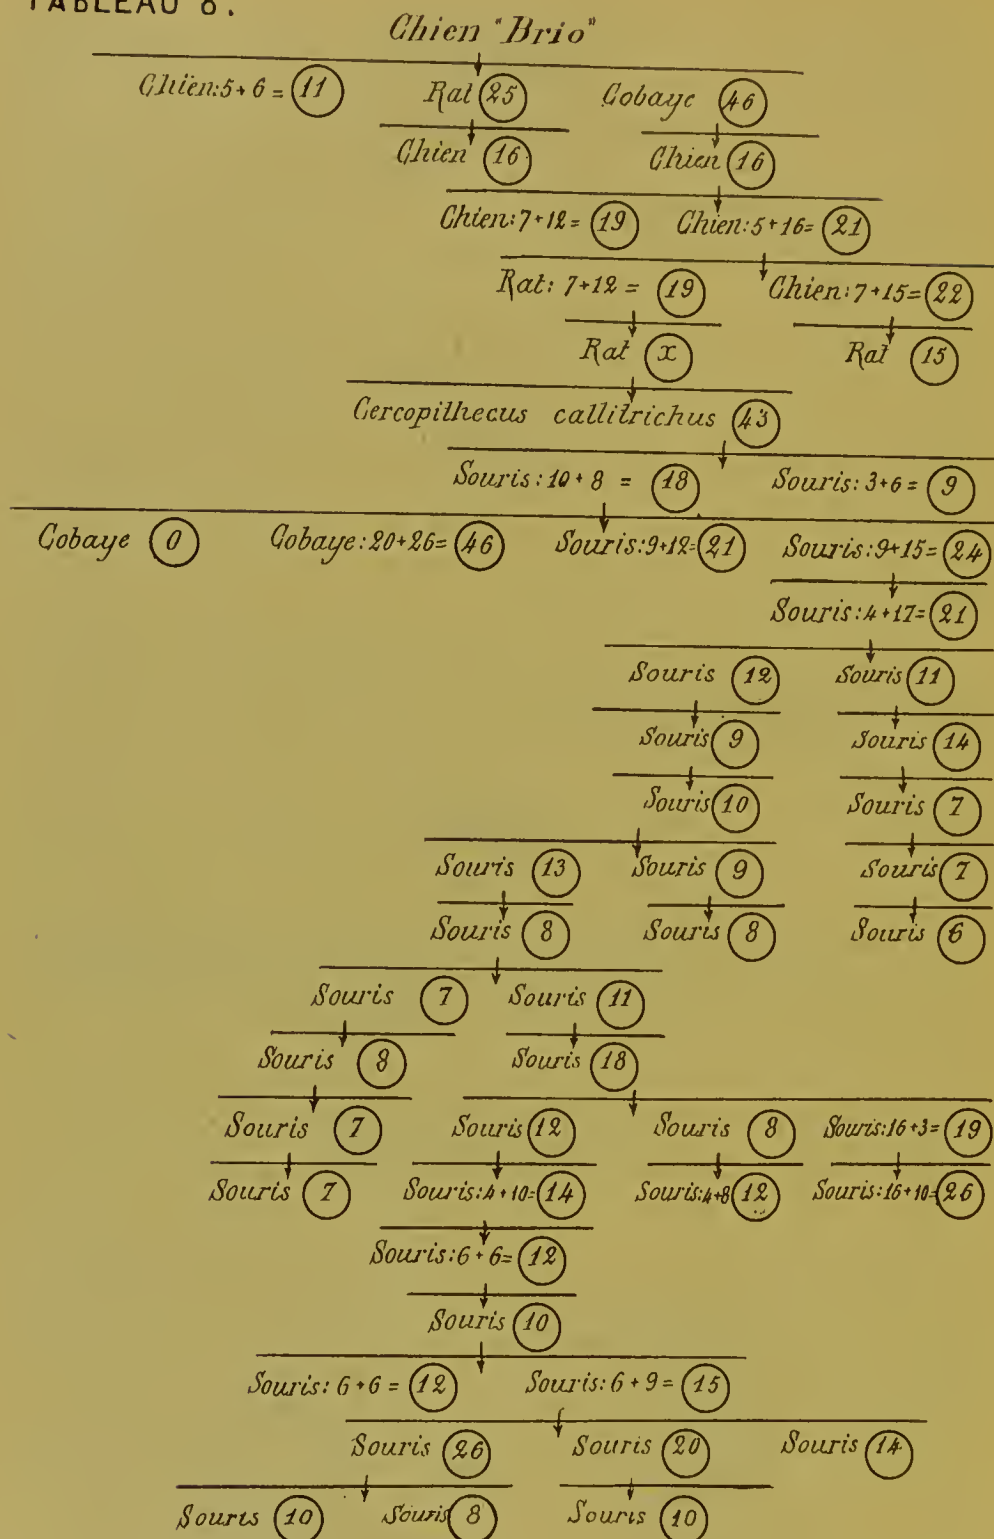 TABLEAU 8.
Chien "Brio"
Chien: 5 + 6 = 11 Rat 25 Cobaye 46
Chien 16 Chien 16
Chien: 7 + 12 = 19 Chien: 5 + 16 = 21
Rat: 7 + 12 = 19 Chien: 7 + 15 = 22
Rat x Rat 15
Cercopithecus callitrichus 43
Souris: 10 + 8 = 18 Souris: 3 + 6 = 9
Cobaye 0 Cobaye: 20 + 26 = 46 Souris: 9 + 12 = 21 Souris: 9 + 15 = 24
Souris: 4 + 17 = 21
Souris 12 Souris 11
Souris 9 Souris 14
Souris 10 Souris 7
Souris 13 Souris 9 Souris 7
Souris 8 Souris 8 Souris 6
Souris 7 Souris 11
Souris 8 Souris 18
Souris 7 Souris 12 Souris 8 Souris: 16 + 3 = 19
Souris 7 Souris: 4 + 10 = 14 Souris: 4 + 8 12 Souris: 16 + 10 = 26
Souris: 6 + 6 = 12
Souris 10
Souris: 6 + 6 = 12 Souris: 6 + 9 = 15
Souris 26 Souris 20 Souris 14
Souris 10 Souris 8 Souris 10